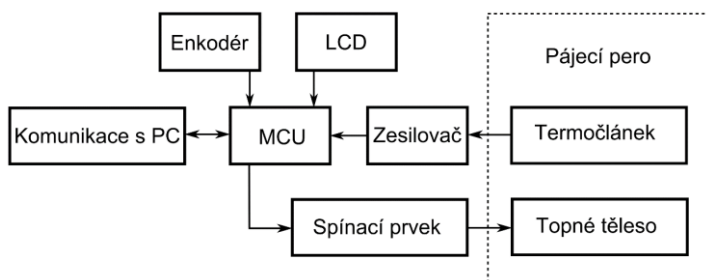 Enkodér
LCD
Pájecí pero
Komunikace s PC
MCU
Zesilovač
Termočlánek
Spínací prvek
Topné těleso